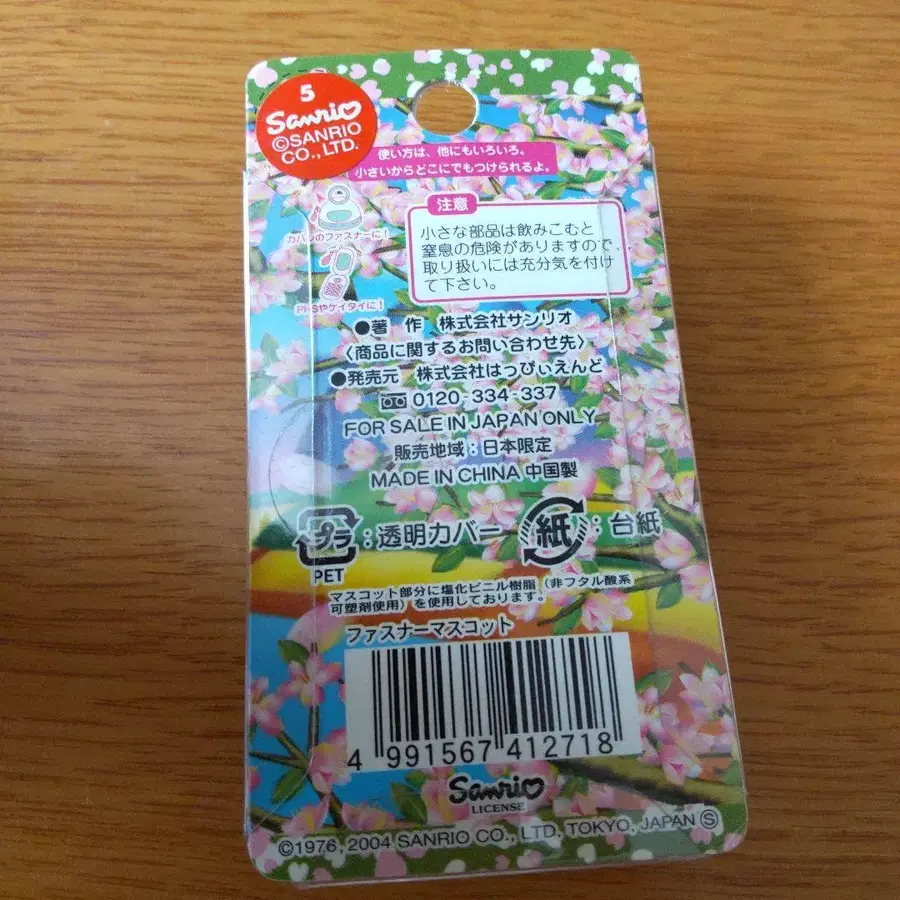 5
Sanrio
©SANRIO
CO.,LTD.
使い方は、他にもいろいろ。
小さいからどこにでもつけられるよ。
カバンのファスナーに!
PHSやケイタイに!
注意
小さな部品は飲みこむと
窒息の危険がありますので、
取り扱いには充分気を付け
て下さい。
●著 作 株式会社サンリオ
〈商品に関するお問い合わせ先〉
●発売元 株式会社はっぴぃえんど
0120-334-337
FOR SALE IN JAPAN ONLY
販売地域:日本限定
MADE IN CHINA 中国製
プラ:透明カバー 紙:台紙
PET
マスコット部分に塩化ビニル樹脂(非フタル酸系
可塑剤使用)を使用しております。
ファスナーマスコット
4 991567 412718
Sanrio
LICENSE
©1976, 2004 SANRIO CO., LTD. TOKYO, JAPAN Ⓢ